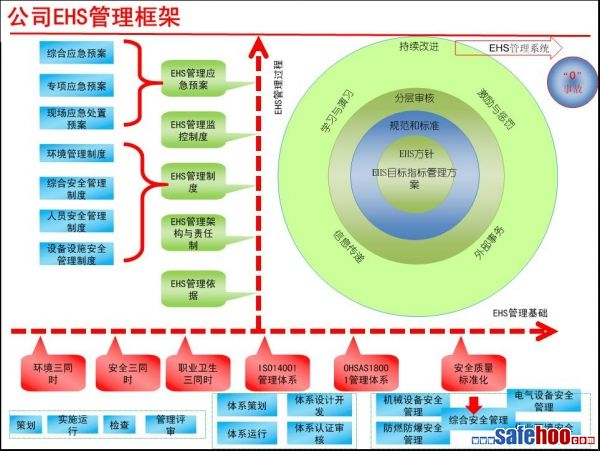 公司EHS管理框架
综合应急预案
专项应急预案
现场应急处置
预案
环境管理制度
综合安全管理
制度
人员安全管理
制度
设备设施安全
管理制度
EHS管理应
急预案
EHS管理监
控制度
EHS管理制
度
EHS管理架
构与责任
制
EHS管理依
据
EHS管理过程
持续改进
EHS管理系统
“0”
事故
学习与演习
分层审核
激励与惩罚
规范和标准
EHS方针
EHS目标指标管理方
案
信息传递
外部事务
EHS管理基础
环境三同
时
安全三同
时
职业卫生
三同时
ISO14001
管理体系
OHSAS1800
1管理体系
安全质量
标准化
策划
实施运
行
检查
管理评
审
体系策划
体系设计开
发
体系运行
体系认证审
核
机械设备安全
管理
电气设备安全
管理
综合安全管理
防燃防爆安全
管理
www.safehoo.com